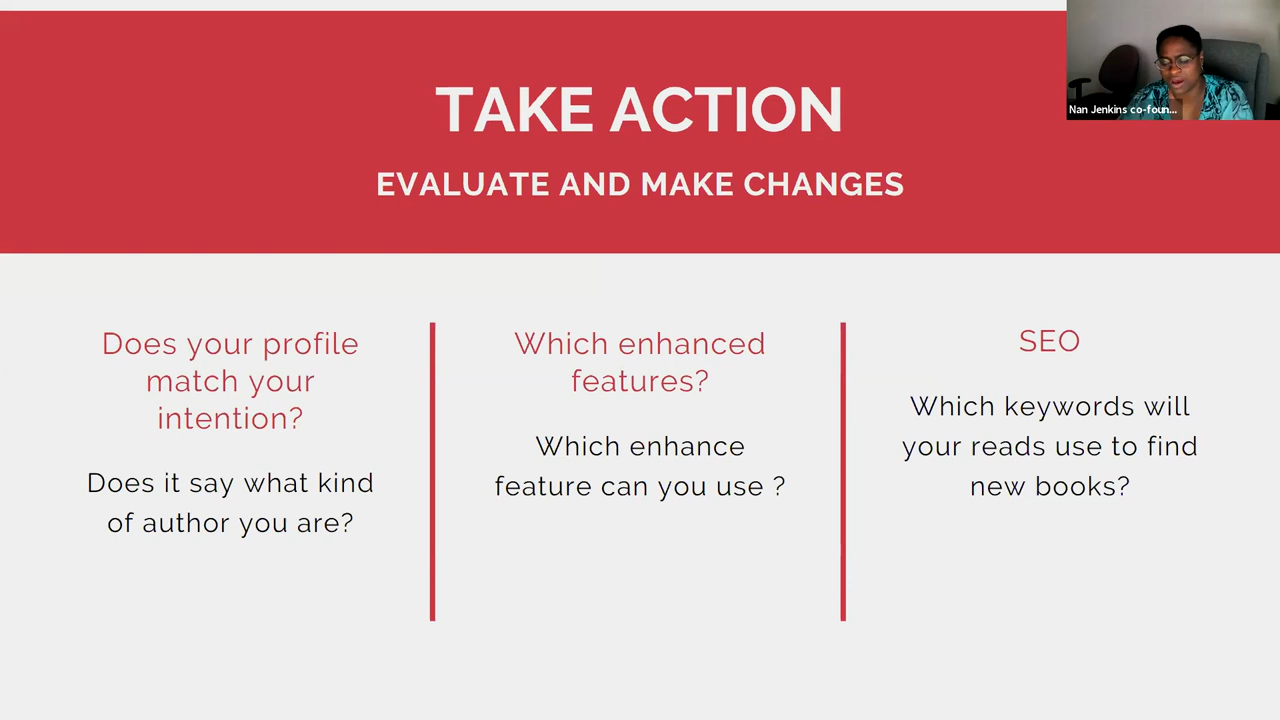 TAKE ACTION
EVALUATE AND MAKE CHANGES
Nan Jenkins co-foun...
Does your profile
match your
intention?
Does it say what kind
of author you are?
Which enhanced
features?
Which enhance
feature can you use ?
SEO
Which keywords will
your reads use to find
new books?